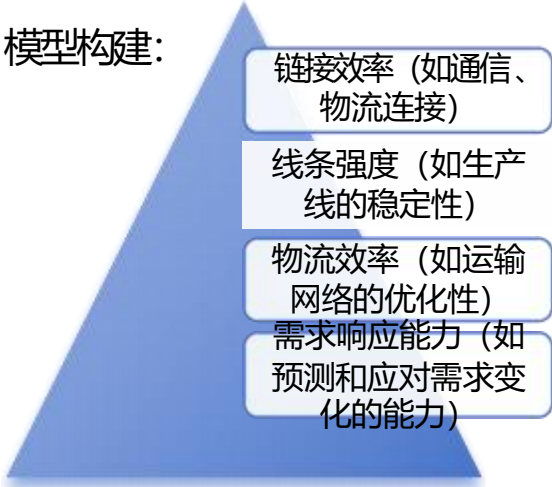 模型构建：
链接效率（如通信、
物流连接）
线条强度（如生产
线的稳定性）
物流效率（如运输
网络的优化性）
需求响应能力（如
预测和应对需求变
化的能力）